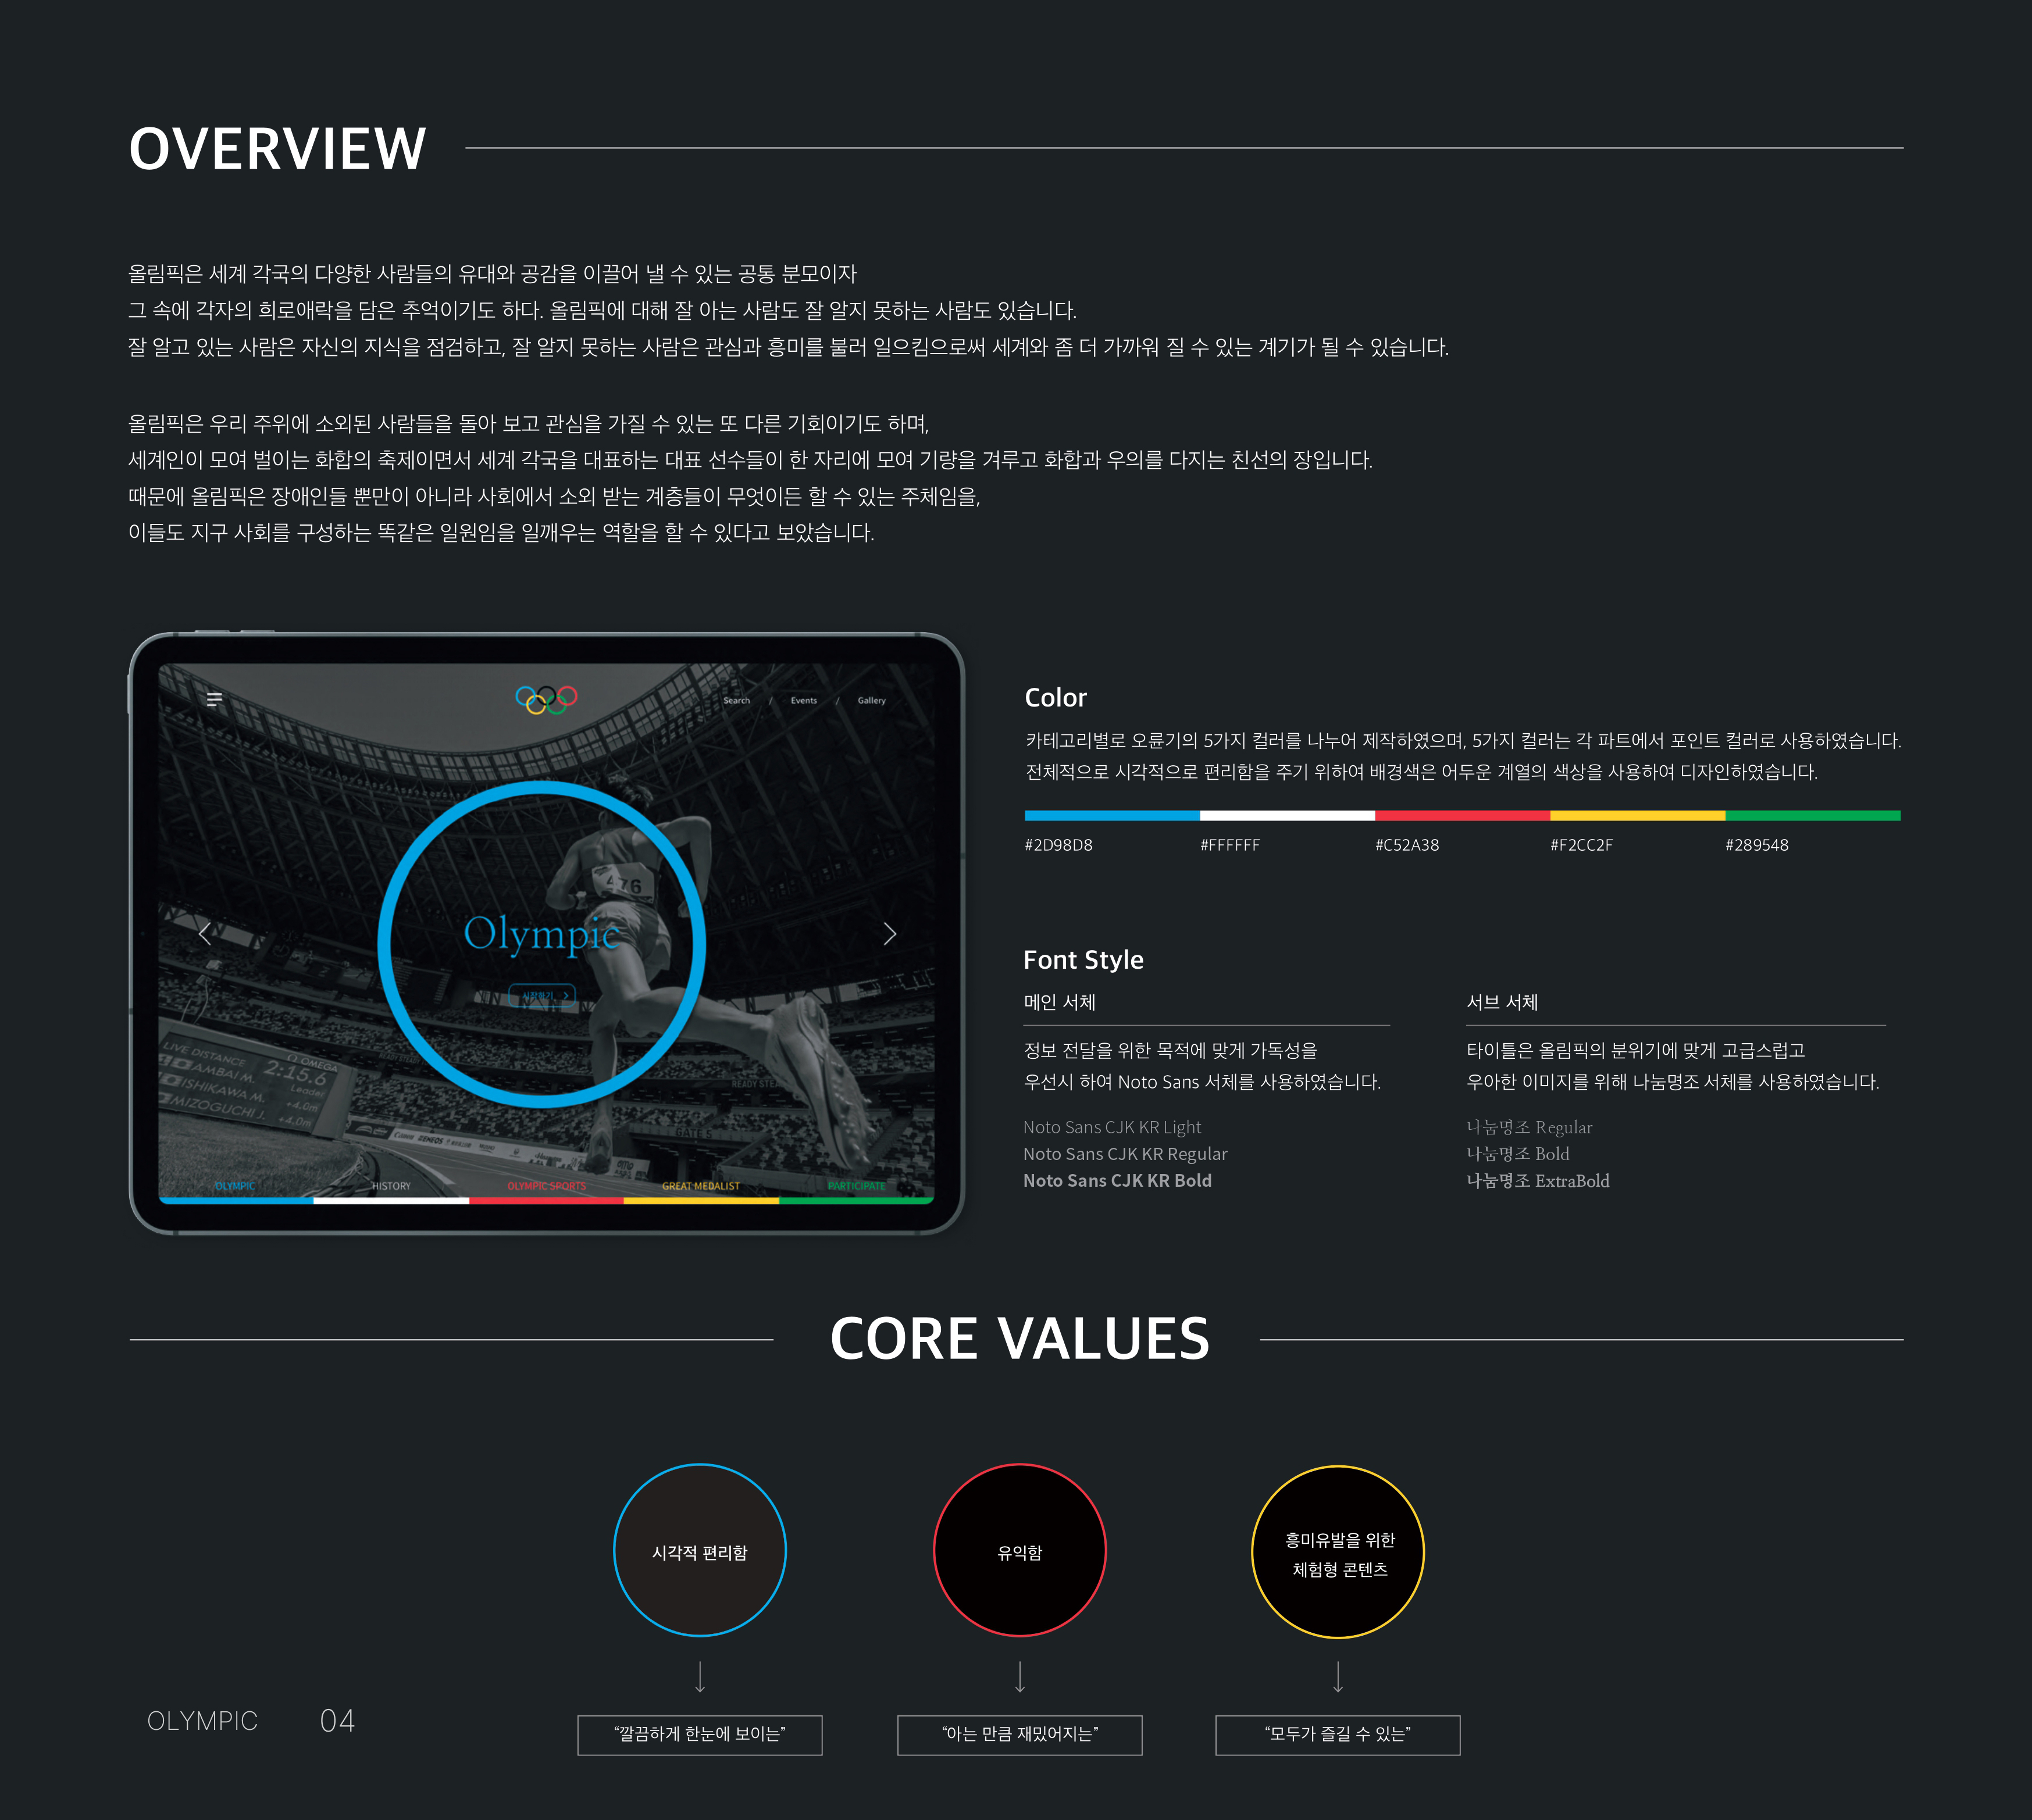 OVERVIEW
올림픽은 세계 각국의 다양한 사람들의 유대와 공감을 이끌어 낼 수 있는 공통 분모이자
그 속에 각자의 희로애락을 담은 추억이기도 하다. 올림픽에 대해 잘 아는 사람도 잘 알지 못하는 사람도 있습니다.
잘 알고 있는 사람은 자신의 지식을 점검하고, 잘 알지 못하는 사람은 관심과 흥미를 불러 일으킴으로써 세계와 좀 더 가까워 질 수 있는 계기가 될 수 있습니다.
올림픽은 우리 주위에 소외된 사람들을 돌아 보고 관심을 가질 수 있는 또 다른 기회이기도 하며,
세계인이 모여 벌이는 화합의 축제이면서 세계 각국을 대표하는 대표 선수들이 한 자리에 모여 기량을 겨루고 화합과 우의를 다지는 친선의 장입니다.
때문에 올림픽은 장애인들 뿐만이 아니라 사회에서 소외 받는 계층들이 무엇이든 할 수 있는 주체임을,
이들도 지구 사회를 구성하는 똑같은 일원임을 일깨우는 역할을 할 수 있다고 보았습니다.
Search / Events / Gallery
476
Olympic
시작하기
LIVE DISTANCE
Ω OMEGA
AMBAI M. 2:15.6
Leader
ISHIKAWA M. +4.0m
MIZOGUCHI J. +4.0m
READY STEA
GATE 5
Canon ENEOS
OLYMPIC
HISTORY
OLYMPIC SPORTS
GREAT MEDALIST
PARTICIPATE
Color
카테고리별로 오륜기의 5가지 컬러를 나누어 제작하였으며, 5가지 컬러는 각 파트에서 포인트 컬러로 사용하였습니다.
전체적으로 시각적으로 편리함을 주기 위하여 배경색은 어두운 계열의 색상을 사용하여 디자인하였습니다.
#2D98D8
#FFFFFF
#C52A38
#F2CC2F
#289548
Font Style
메인 서체
정보 전달을 위한 목적에 맞게 가독성을
우선시 하여 Noto Sans 서체를 사용하였습니다.
Noto Sans CJK KR Light
Noto Sans CJK KR Regular
Noto Sans CJK KR Bold
서브 서체
타이틀은 올림픽의 분위기에 맞게 고급스럽고
우아한 이미지를 위해 나눔명조 서체를 사용하였습니다.
나눔명조 Regular
나눔명조 Bold
나눔명조 ExtraBold
CORE VALUES
시각적 편리함
유익함
흥미유발을 위한
체험형 콘텐츠
“깔끔하게 한눈에 보이는”
“아는 만큼 재밌어지는”
“모두가 즐길 수 있는”
OLYMPIC 04